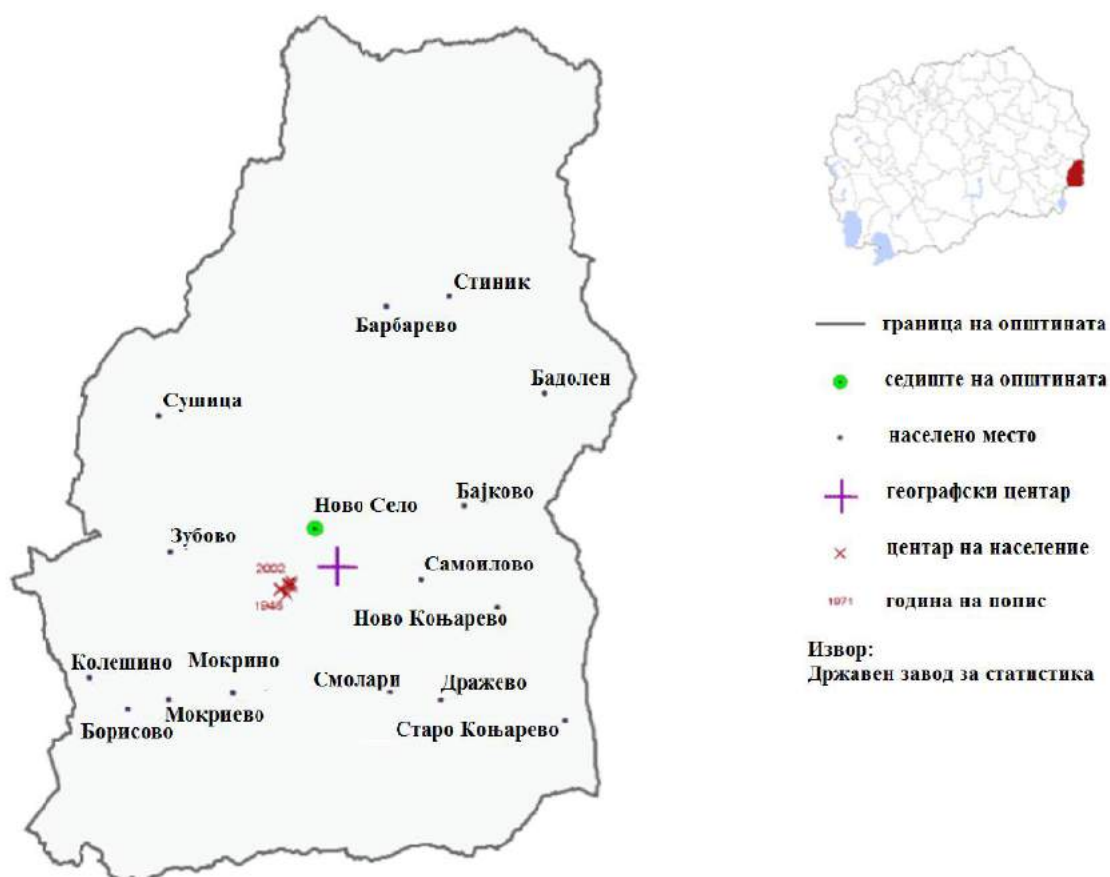 Стиник
Барбарево
Бадолен
Сушица
Ново Село
Бајково
Зубово
2002
1948
Самоилово
Ново Коњарево
Колешино
Мокрино
Смолари
Дражево
Борисово
Мокриево
Старо Коњарево
граница на општината
седиште на општината
населено место
географски центар
центар на население
1971 година на попис
Извор:
Државен завод за статистика